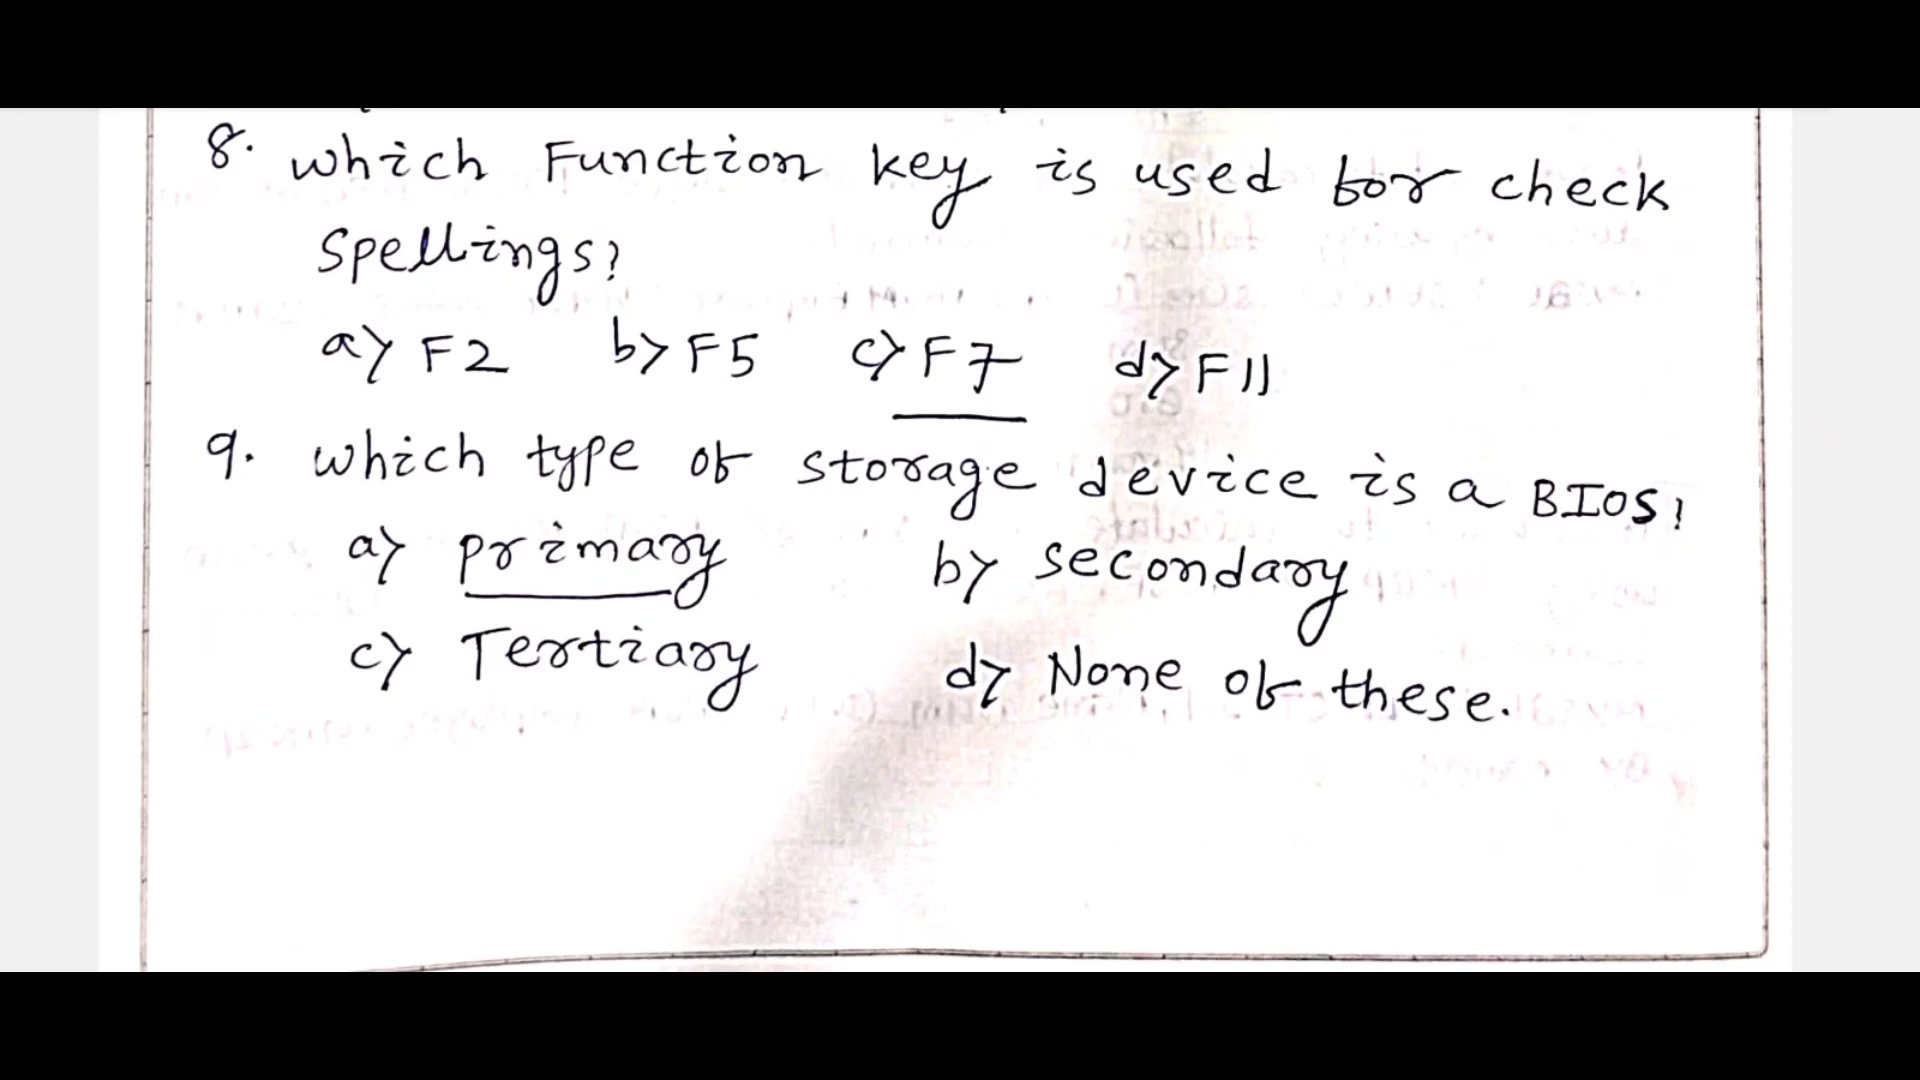 8. which Function key is used for check
spellings?
a) F2 b) F5 c) F7 d) F11
9. which type of storage device is a BIOS?
a) primary b) secondary
c) Tertiary d) None of these.